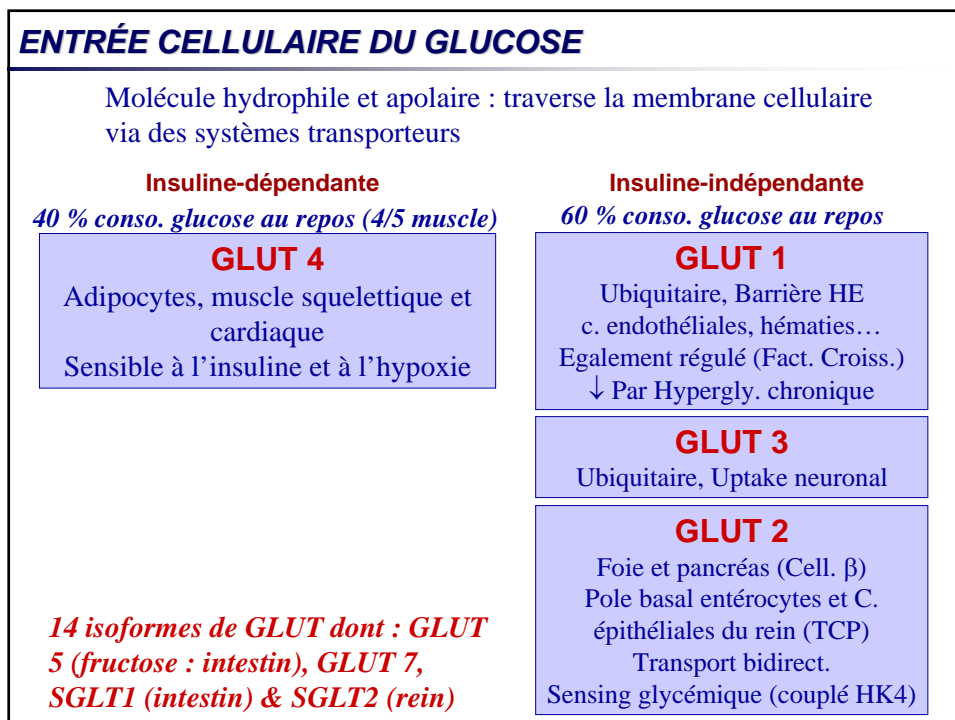 ENTRÉE CELLULAIRE DU GLUCOSE
Molécule hydrophile et apolaire : traverse la membrane cellulaire
via des systèmes transporteurs
Insuline-dépendante
40 % conso. glucose au repos (4/5 muscle)
GLUT 4
Adipocytes, muscle squelettique et
cardiaque
Sensible à l’insuline et à l’hypoxie
14 isoformes de GLUT dont : GLUT
5 (fructose : intestin), GLUT 7,
SGLT1 (intestin) & SGLT2 (rein)
Insuline-indépendante
60 % conso. glucose au repos
GLUT 1
Ubiquitaire, Barrière HE
c. endothéliales, hématies…
Egalement régulé (Fact. Croiss.)
↓ Par Hypergly. chronique
GLUT 3
Ubiquitaire, Uptake neuronal
GLUT 2
Foie et pancréas (Cell. β)
Pole basal entérocytes et C.
épithéliales du rein (TCP)
Transport bidirect.
Sensing glycémique (couplé HK4)